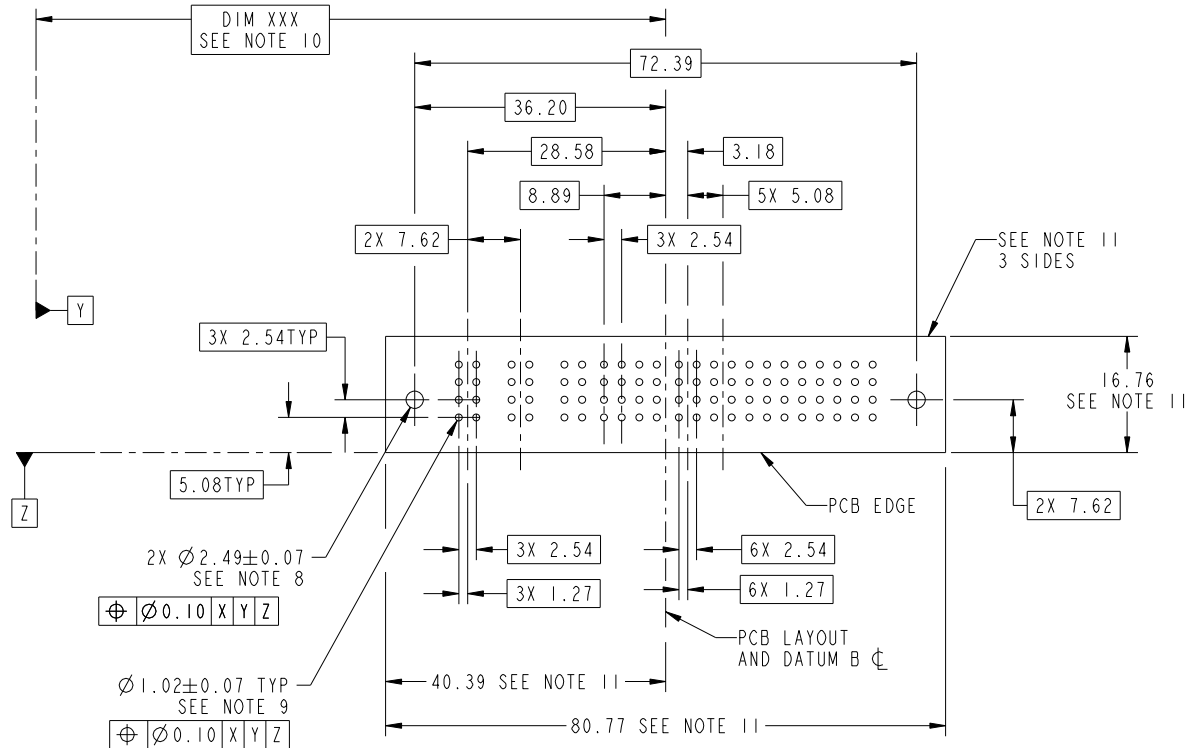 DIM XXX
SEE NOTE 10
72.39
36.20
28.58
3.18
8.89
5X 5.08
2X 7.62
3X 2.54
SEE NOTE 11
3 SIDES
Y
3X 2.54TYP
16.76
SEE NOTE 11
5.08TYP
Z
PCB EDGE
2X 7.62
2X Ø2.49±0.07
SEE NOTE 8
3X 2.54
6X 2.54
⌖ Ø0.10 X Y Z
3X 1.27
6X 1.27
PCB LAYOUT
AND DATUM B ℄
Ø1.02±0.07 TYP
SEE NOTE 9
40.39 SEE NOTE 11
⌖ Ø0.10 X Y Z
80.77 SEE NOTE 11